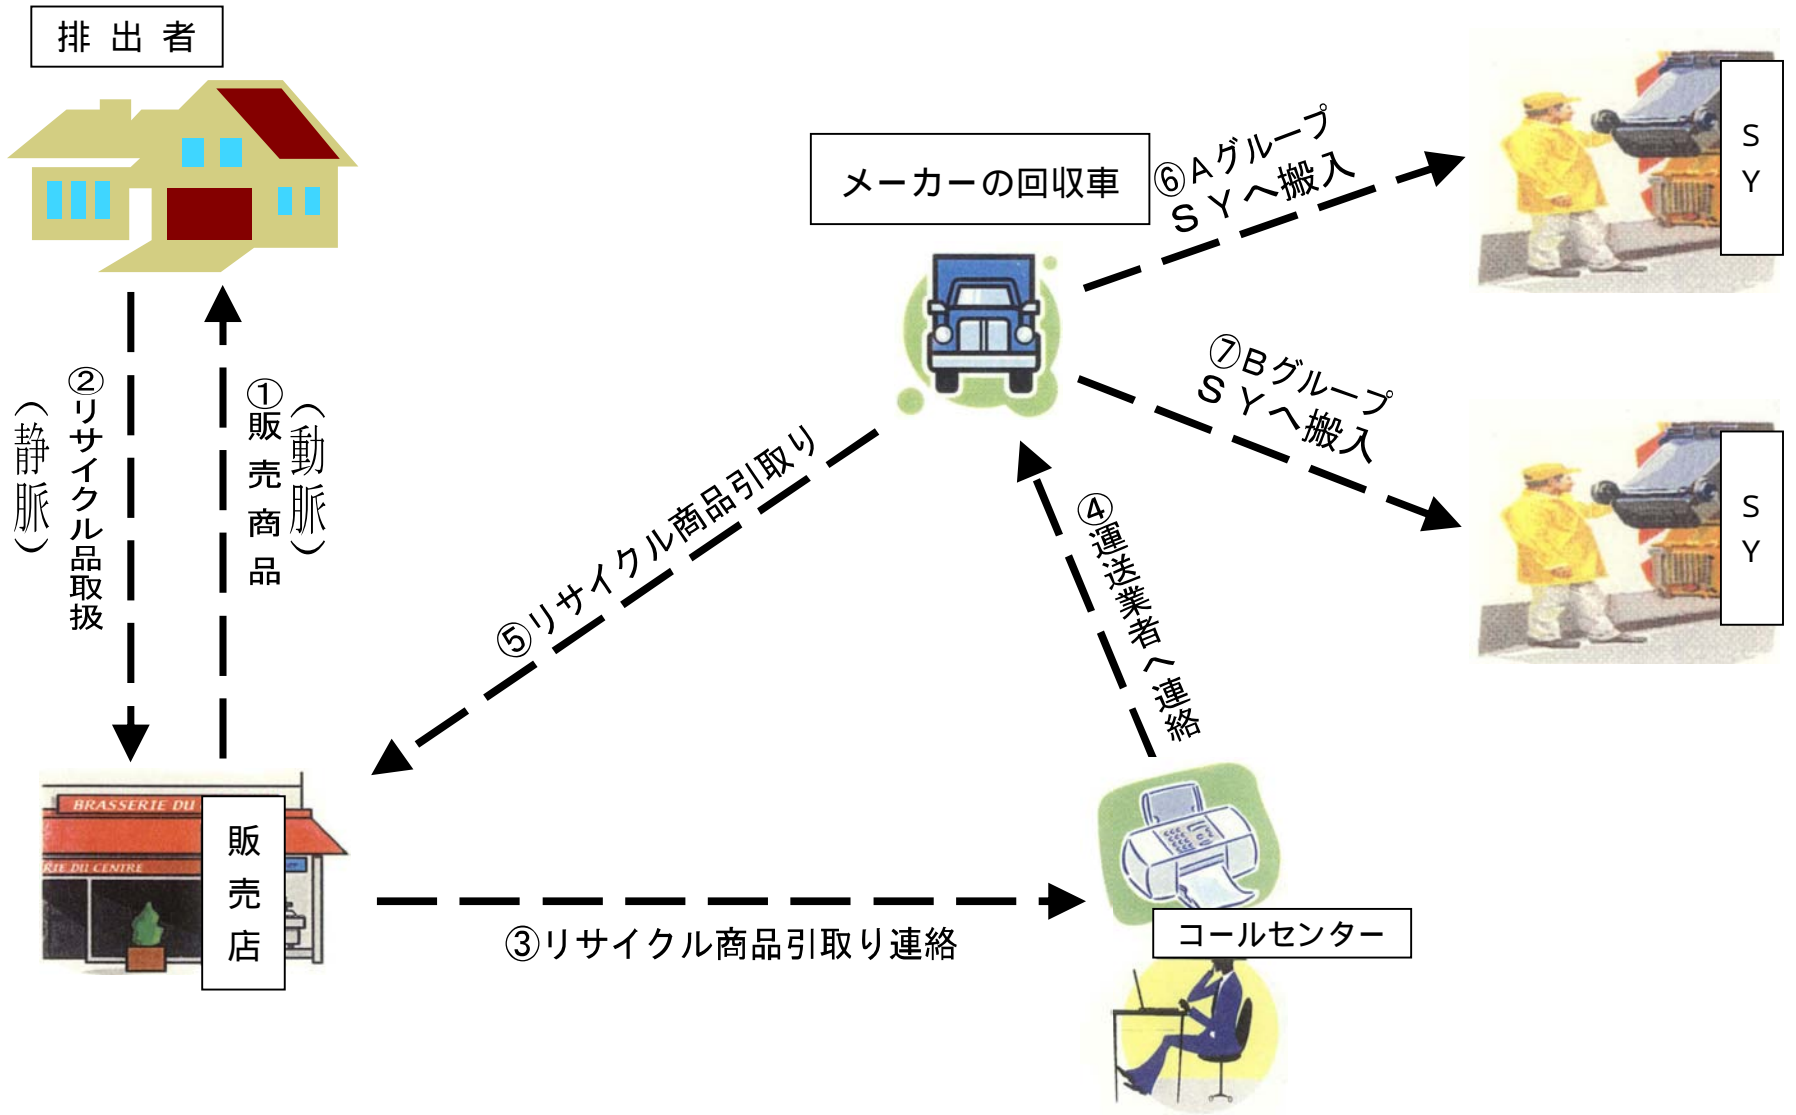 排出者
メーカーの回収車
⑥Aグループ
SYへ搬入
SY
⑦Bグループ
SYへ搬入
SY
(静脈)
②リサイクル品取扱
①販売商品
(動脈)
⑤リサイクル商品引取り
④運送業者へ連絡
BRASSERIE DU
RIE DU CENTRE
販売店
③リサイクル商品引取り連絡
コールセンター